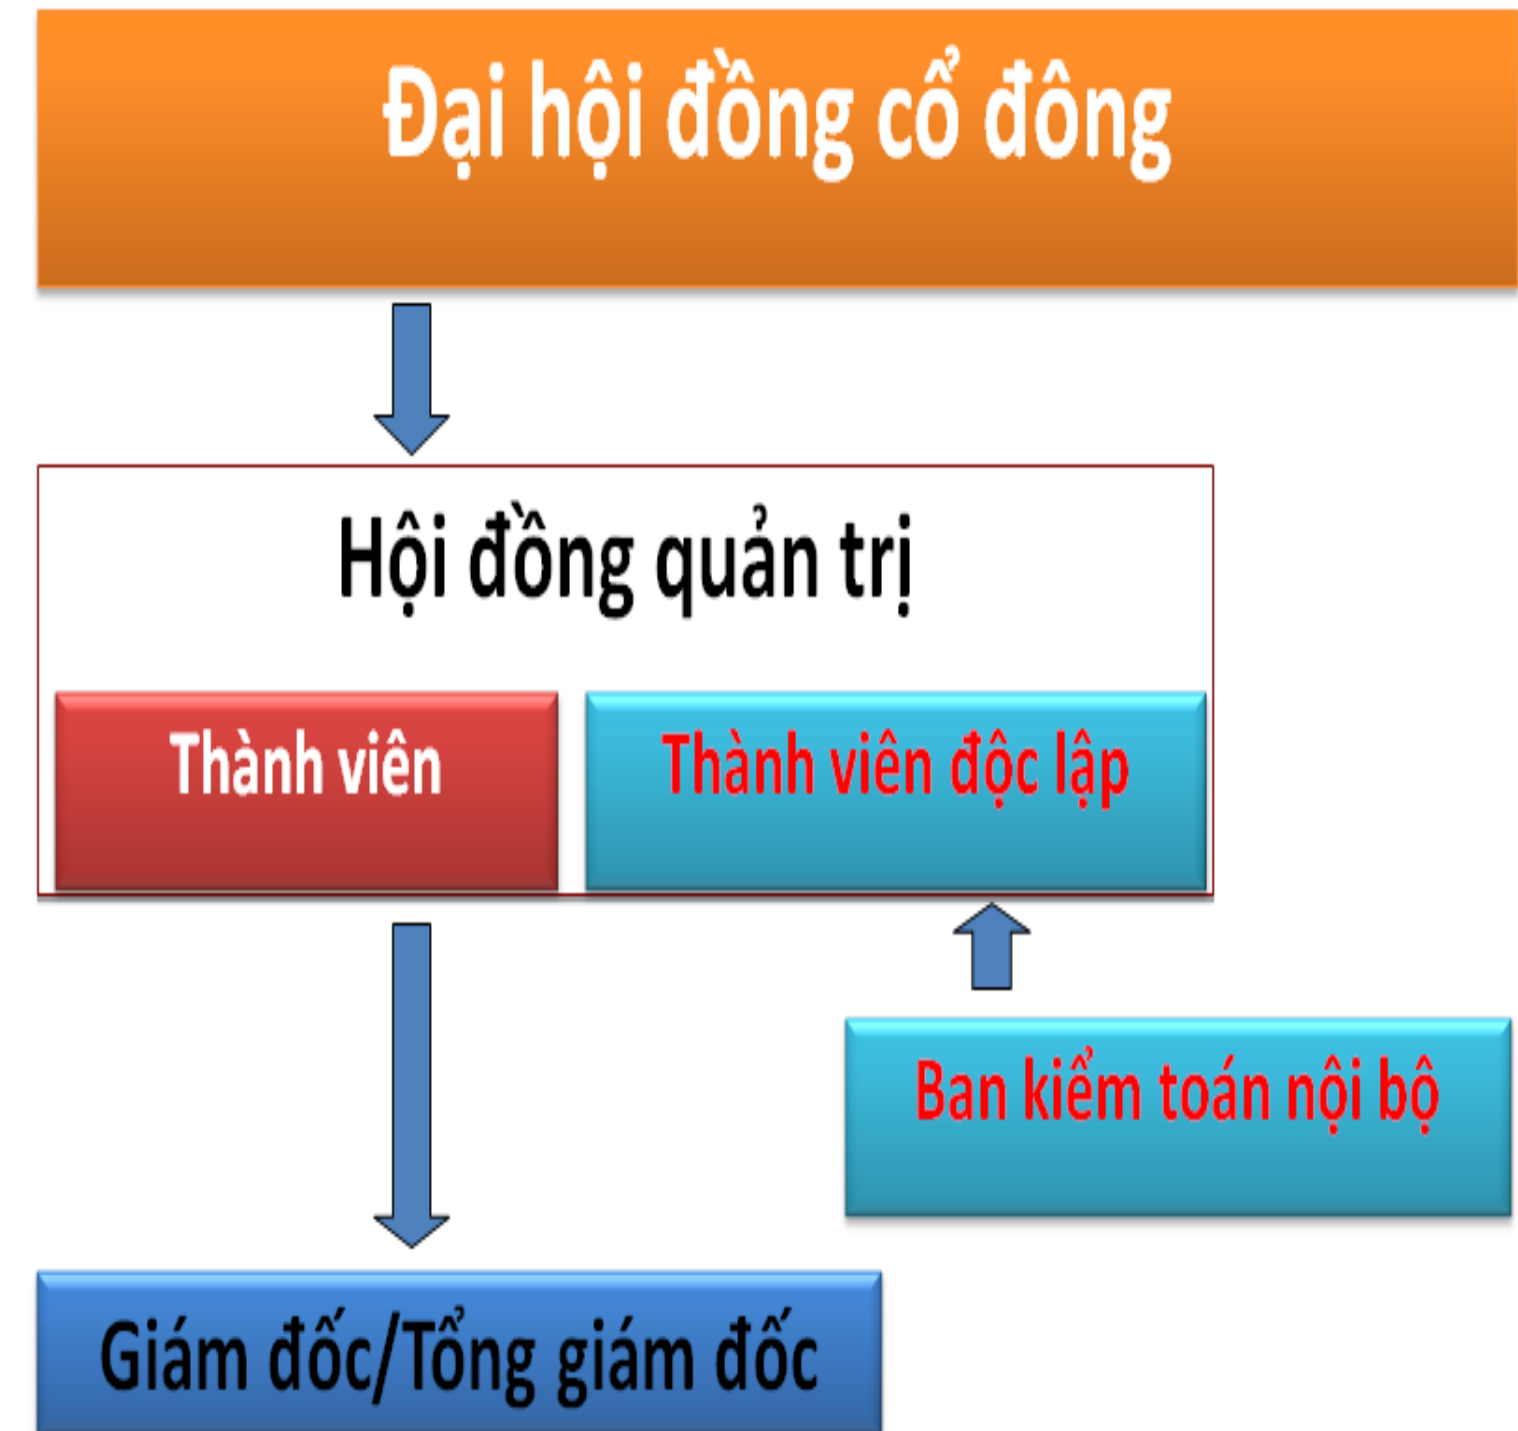 Đại hội đồng cổ đông
Hội đồng quản trị
Thành viên
Thành viên độc lập
Ban kiểm toán nội bộ
Giám đốc/Tổng giám đốc